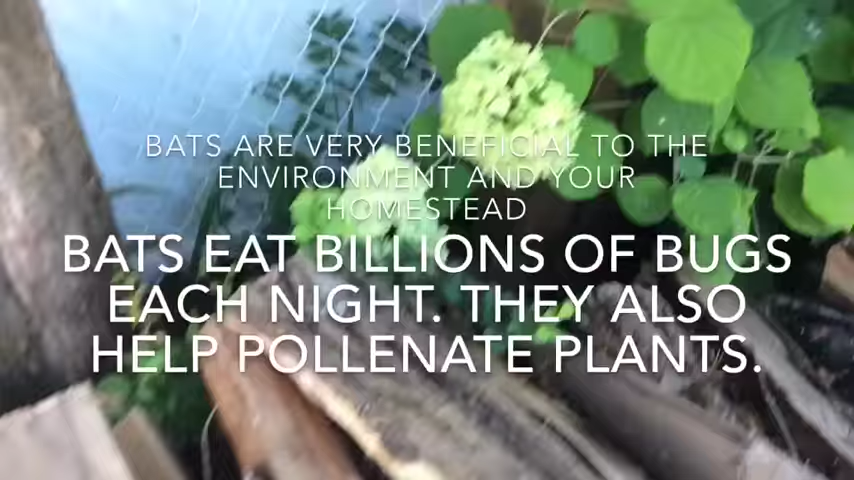 BATS ARE VERY BENEFICIAL TO THE
ENVIRONMENT AND YOUR
HOMESTEAD
BATS EAT BILLIONS OF BUGS
EACH NIGHT. THEY ALSO
HELP POLLENATE PLANTS.